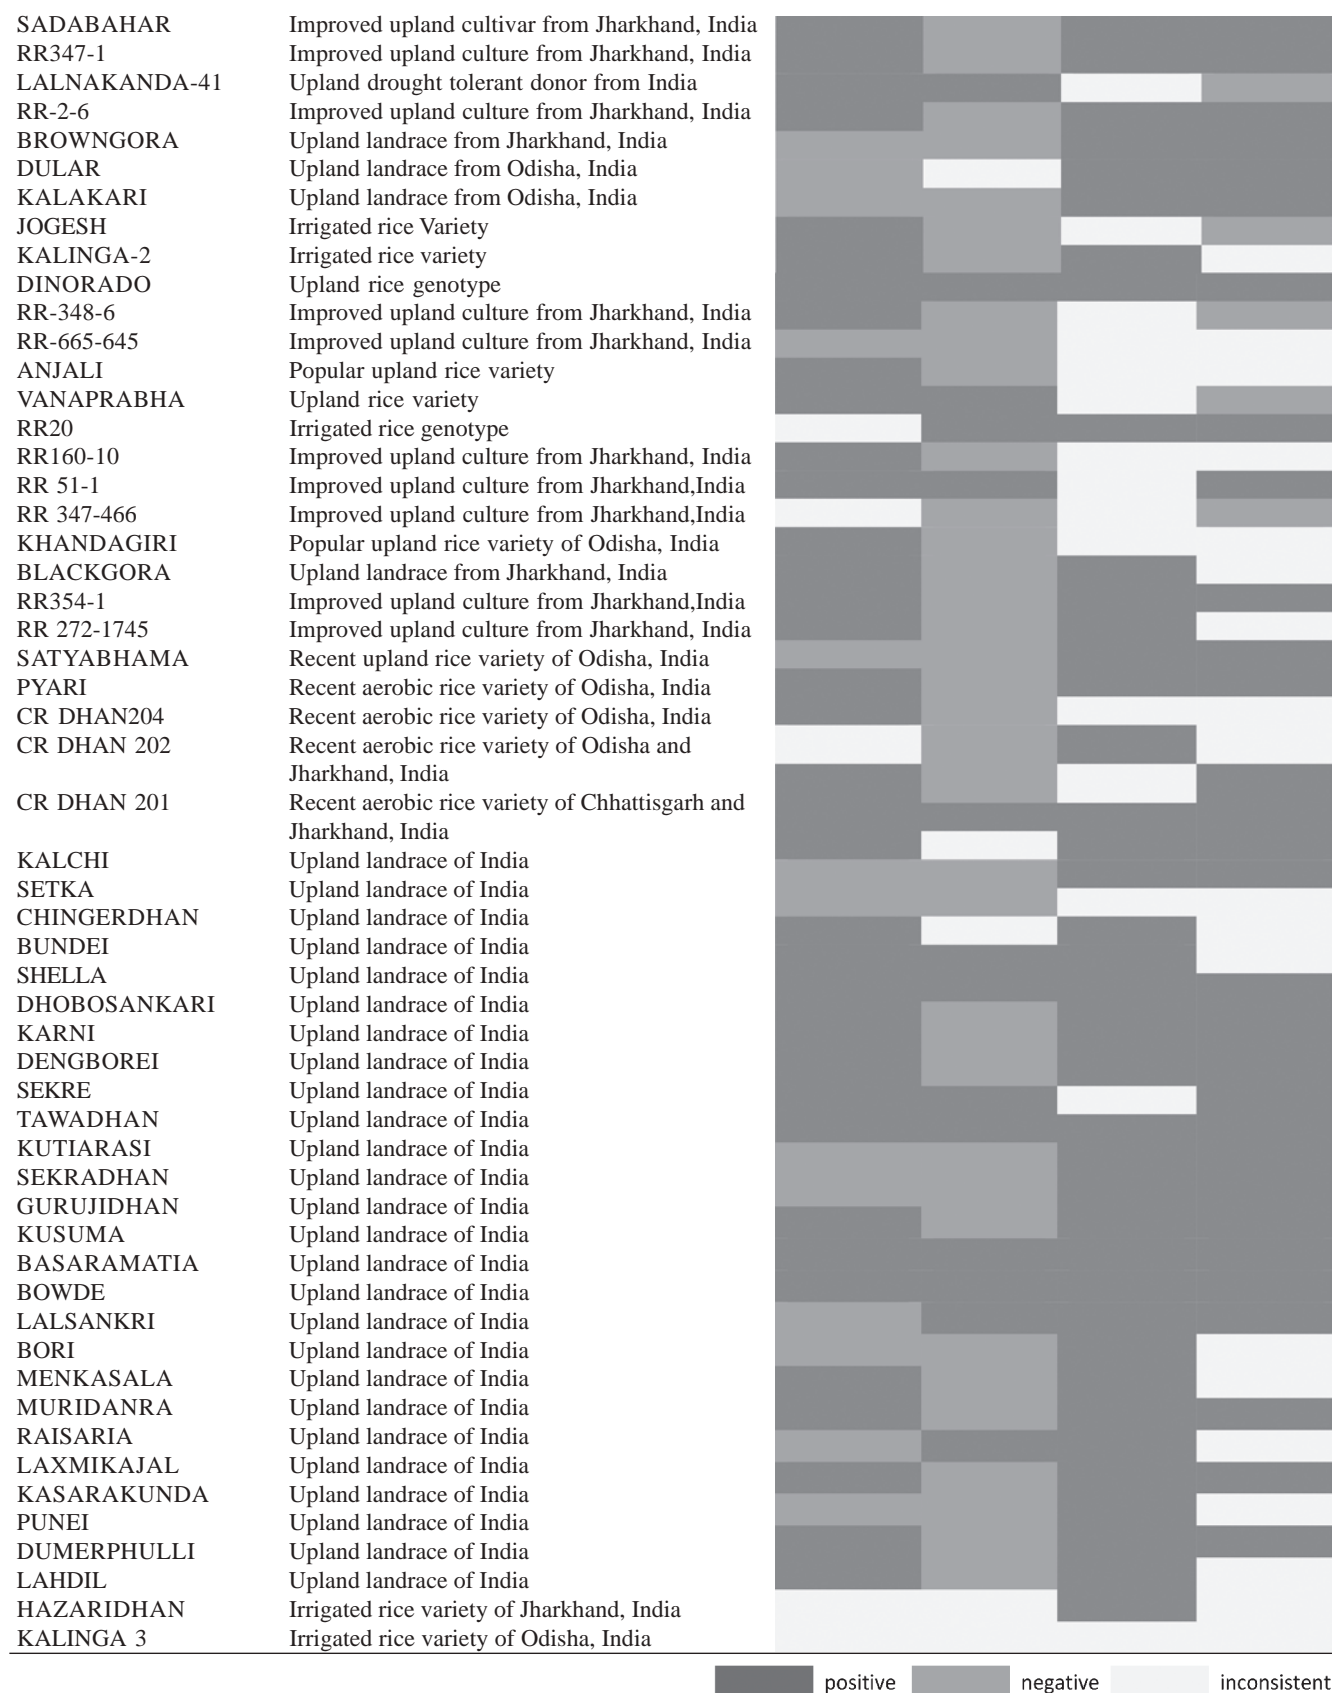 SADABAHAR Improved upland cultivar from Jharkhand, India
RR347-1 Improved upland culture from Jharkhand, India
LALNAKANDA-41 Upland drought tolerant donor from India
RR-2-6 Improved upland culture from Jharkhand, India
BROWNGORA Upland landrace from Jharkhand, India
DULAR Upland landrace from Odisha, India
KALAKARI Upland landrace from Odisha, India
JOGESH Irrigated rice Variety
KALINGA-2 Irrigated rice variety
DINORADO Upland rice genotype
RR-348-6 Improved upland culture from Jharkhand, India
RR-665-645 Improved upland culture from Jharkhand, India
ANJALI Popular upland rice variety
VANAPRABHA Upland rice variety
RR20 Irrigated rice genotype
RR160-10 Improved upland culture from Jharkhand, India
RR 51-1 Improved upland culture from Jharkhand,India
RR 347-466 Improved upland culture from Jharkhand,India
KHANDAGIRI Popular upland rice variety of Odisha, India
BLACKGORA Upland landrace from Jharkhand, India
RR354-1 Improved upland culture from Jharkhand,India
RR 272-1745 Improved upland culture from Jharkhand, India
SATYABHAMA Recent upland rice variety of Odisha, India
PYARI Recent aerobic rice variety of Odisha, India
CR DHAN204 Recent aerobic rice variety of Odisha, India
CR DHAN 202 Recent aerobic rice variety of Odisha and
Jharkhand, India
CR DHAN 201 Recent aerobic rice variety of Chhattisgarh and
Jharkhand, India
KALCHI Upland landrace of India
SETKA Upland landrace of India
CHINGERDHAN Upland landrace of India
BUNDEI Upland landrace of India
SHELLA Upland landrace of India
DHOBOSANKARI Upland landrace of India
KARNI Upland landrace of India
DENGBOREI Upland landrace of India
SEKRE Upland landrace of India
TAWADHAN Upland landrace of India
KUTIARASI Upland landrace of India
SEKRADHAN Upland landrace of India
GURUJIDHAN Upland landrace of India
KUSUMA Upland landrace of India
BASARAMATIA Upland landrace of India
BOWDE Upland landrace of India
LALSANKRI Upland landrace of India
BORI Upland landrace of India
MENKASALA Upland landrace of India
MURIDANRA Upland landrace of India
RAISARIA Upland landrace of India
LAXMIKAJAL Upland landrace of India
KASARAKUNDA Upland landrace of India
PUNEI Upland landrace of India
DUMERPHULLI Upland landrace of India
LAHDIL Upland landrace of India
HAZARIDHAN Irrigated rice variety of Jharkhand, India
KALINGA 3 Irrigated rice variety of Odisha, India
positive negative inconsistent